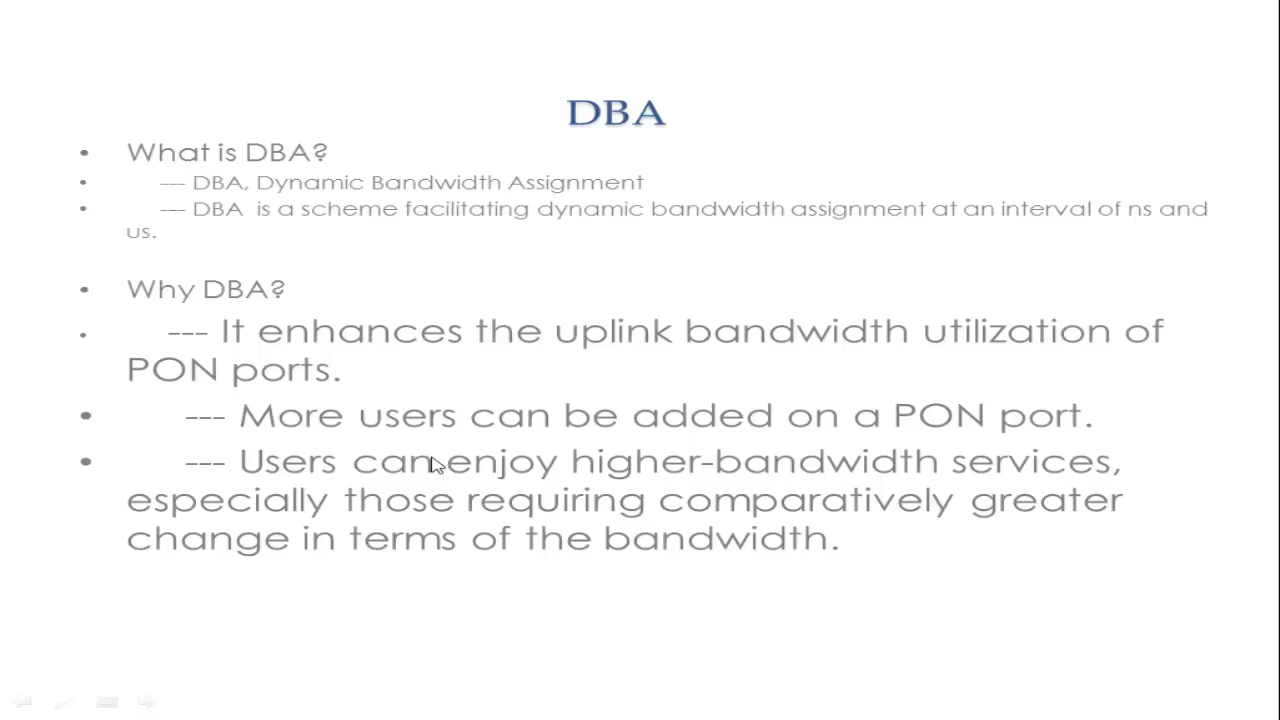 DBA
• What is DBA?
• --- DBA, Dynamic Bandwidth Assignment
• --- DBA is a scheme facilitating dynamic bandwidth assignment at an interval of ns and
us.
• Why DBA?
• --- It enhances the uplink bandwidth utilization of
PON ports.
• --- More users can be added on a PON port.
• --- Users can enjoy higher-bandwidth services,
especially those requiring comparatively greater
change in terms of the bandwidth.